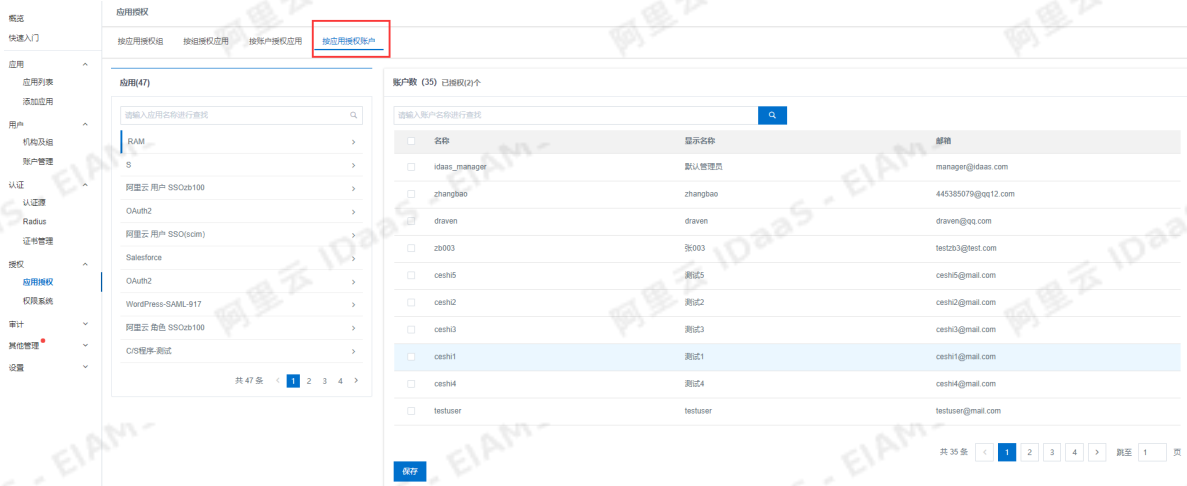 概览
快速入门
应用
应用列表
添加应用
用户
机构及组
账户管理
认证
认证源
Radius
证书管理
授权
应用授权
权限系统
审计
其他管理
设置
应用授权
按应用授权组 按组授权应用 按账户授权应用 按应用授权账户
应用(47)
请输入应用名称进行查找
RAM
S
阿里云 用户 SSOzb100
OAuth2
阿里云 用户 SSO(scim)
Salesforce
OAuth2
WordPress-SAML-917
阿里云 角色 SSOzb100
C/S程序-测试
共 47 条 < 1 2 3 4 >
账户数 (35) 已授权(2)个
请输入账户名称进行查找
名称 显示名称 邮箱
idaas_manager 默认管理员 manager@idaas.com
zhangbao zhangbao 445385079@qq12.com
draven draven draven@qq.com
zb003 张003 testzb3@test.com
ceshi5 测试5 ceshi5@mail.com
ceshi2 测试2 ceshi2@mail.com
ceshi3 测试3 ceshi3@mail.com
ceshi1 测试1 ceshi1@mail.com
ceshi4 测试4 ceshi4@mail.com
testuser testuser testuser@mail.com
共 35 条 < 1 2 3 4 > 跳至 1 页
保存
阿里云 IDaaS - EIAM